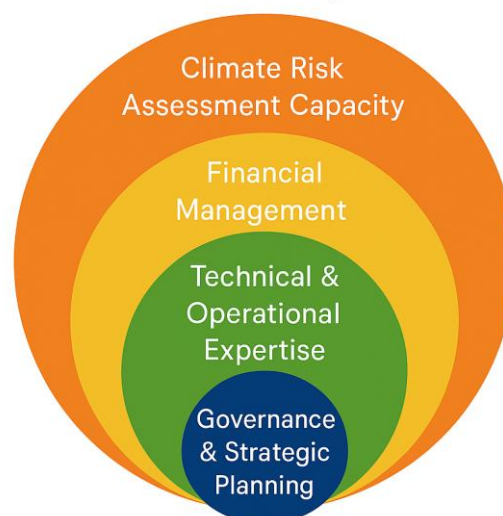 Climate Risk
Assessment Capacity
Financial
Management
Technical &
Operational
Expertise
Governance
& Strategic
Planning